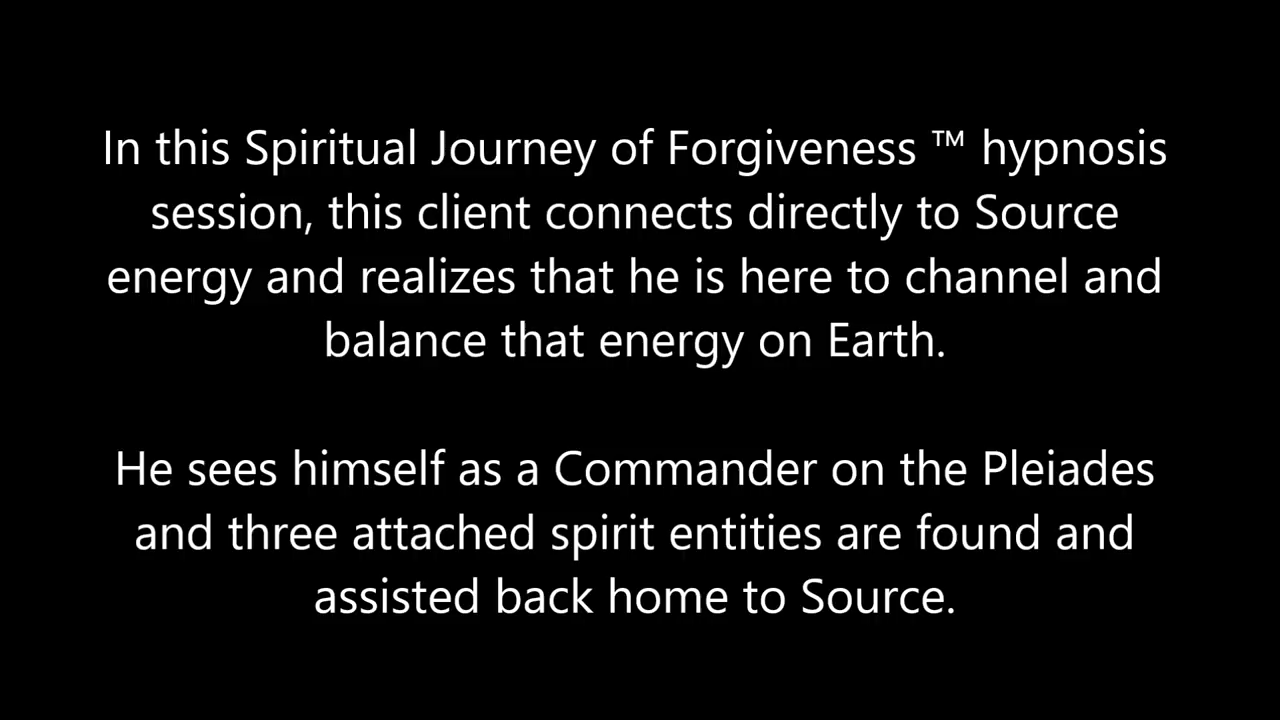 In this Spiritual Journey of Forgiveness ™ hypnosis
session, this client connects directly to Source
energy and realizes that he is here to channel and
balance that energy on Earth.
He sees himself as a Commander on the Pleiades
and three attached spirit entities are found and
assisted back home to Source.